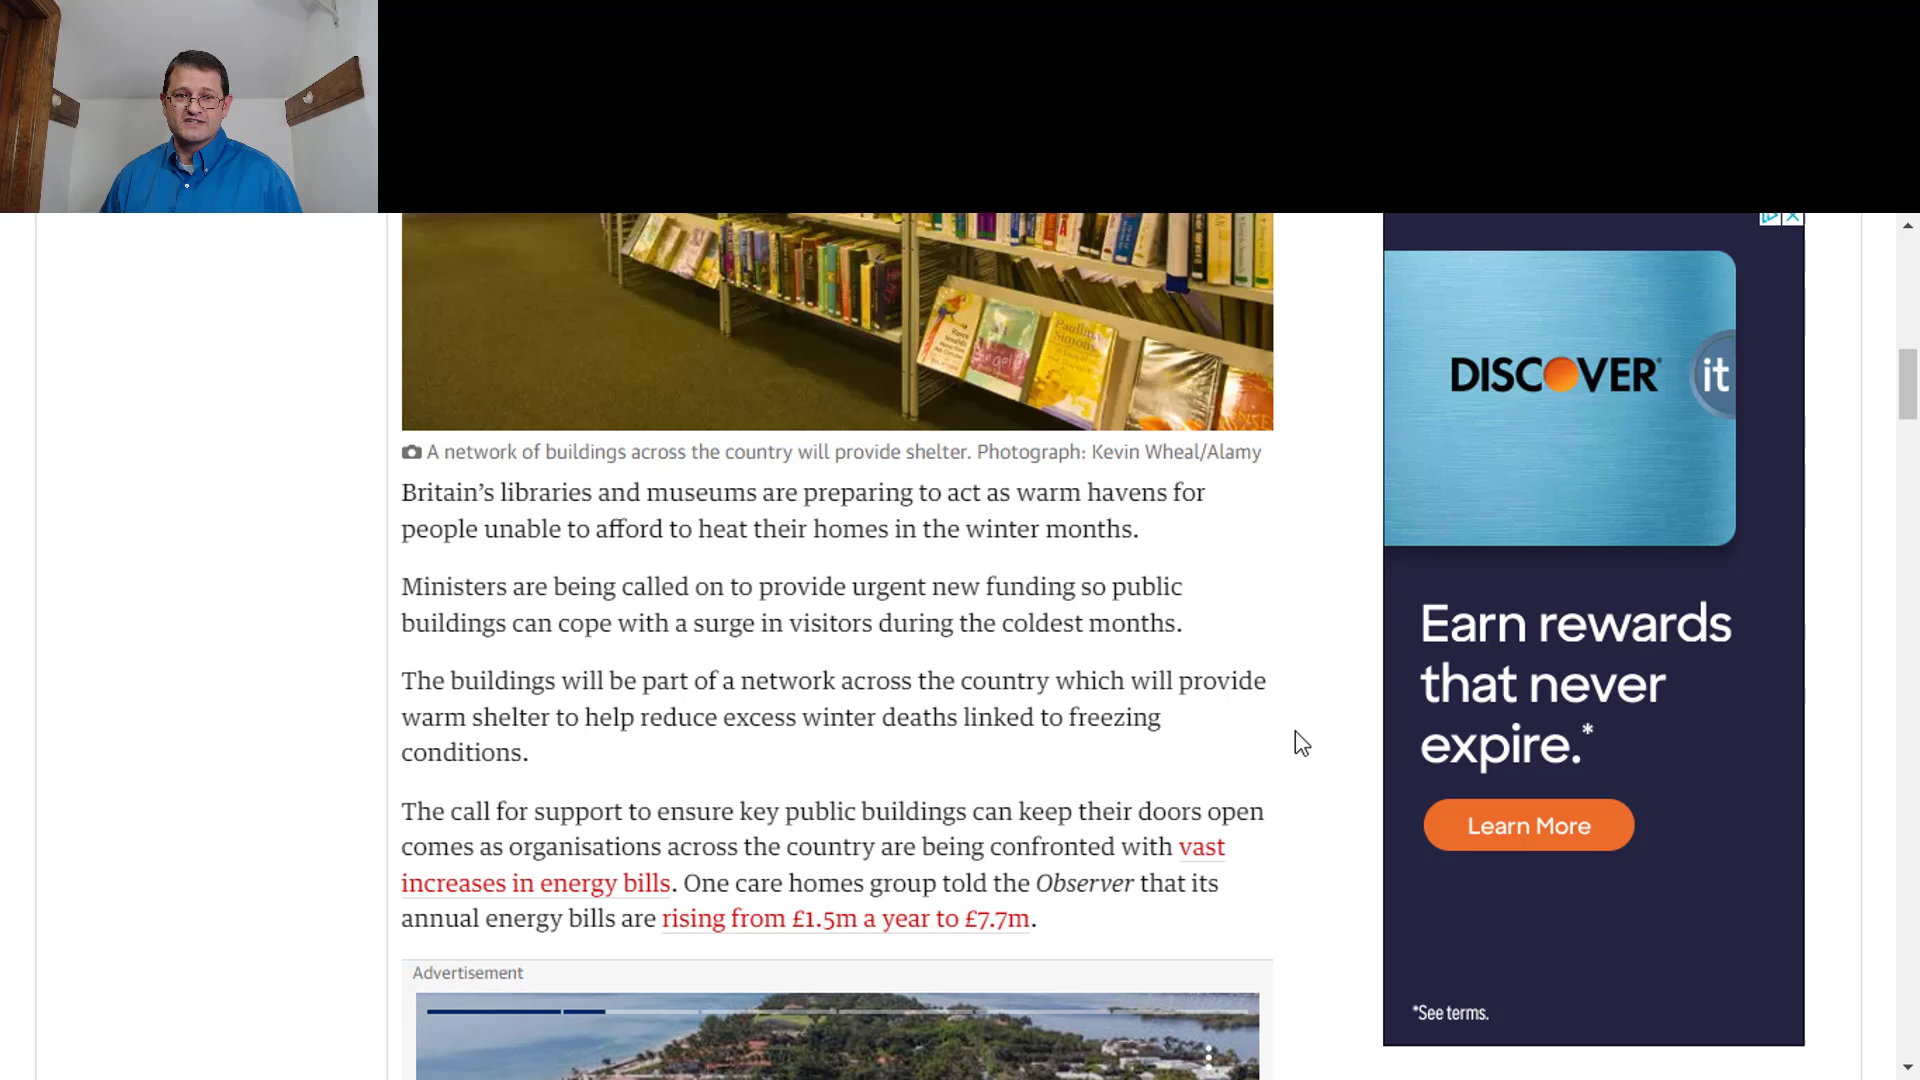 Paullina
Simons
A network of buildings across the country will provide shelter. Photograph: Kevin Wheal/Alamy
Britain’s libraries and museums are preparing to act as warm havens for
people unable to afford to heat their homes in the winter months.
Ministers are being called on to provide urgent new funding so public
buildings can cope with a surge in visitors during the coldest months.
The buildings will be part of a network across the country which will provide
warm shelter to help reduce excess winter deaths linked to freezing
conditions.
The call for support to ensure key public buildings can keep their doors open
comes as organisations across the country are being confronted with vast
increases in energy bills. One care homes group told the Observer that its
annual energy bills are rising from £1.5m a year to £7.7m.
Advertisement
DISCOVER®
it
Earn rewards
that never
expire.*
Learn More
*See terms.